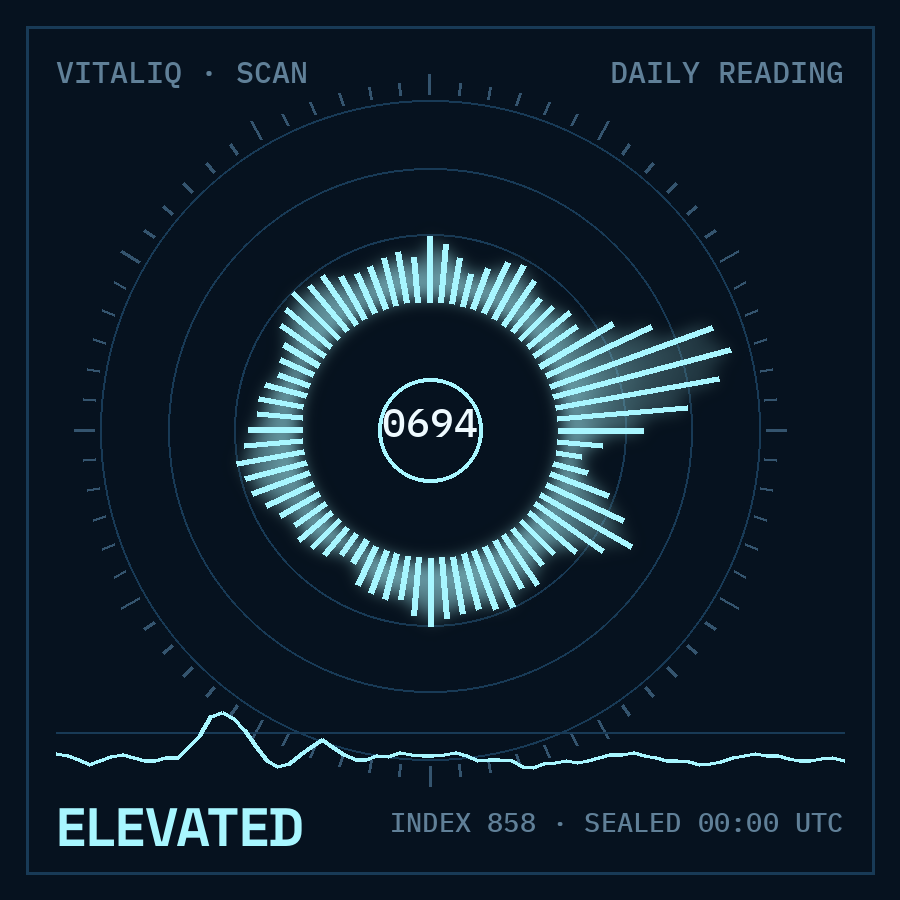 VITALIQ · SCAN
DAILY READING
0694
ELEVATED
INDEX 858 · SEALED 00:00 UTC